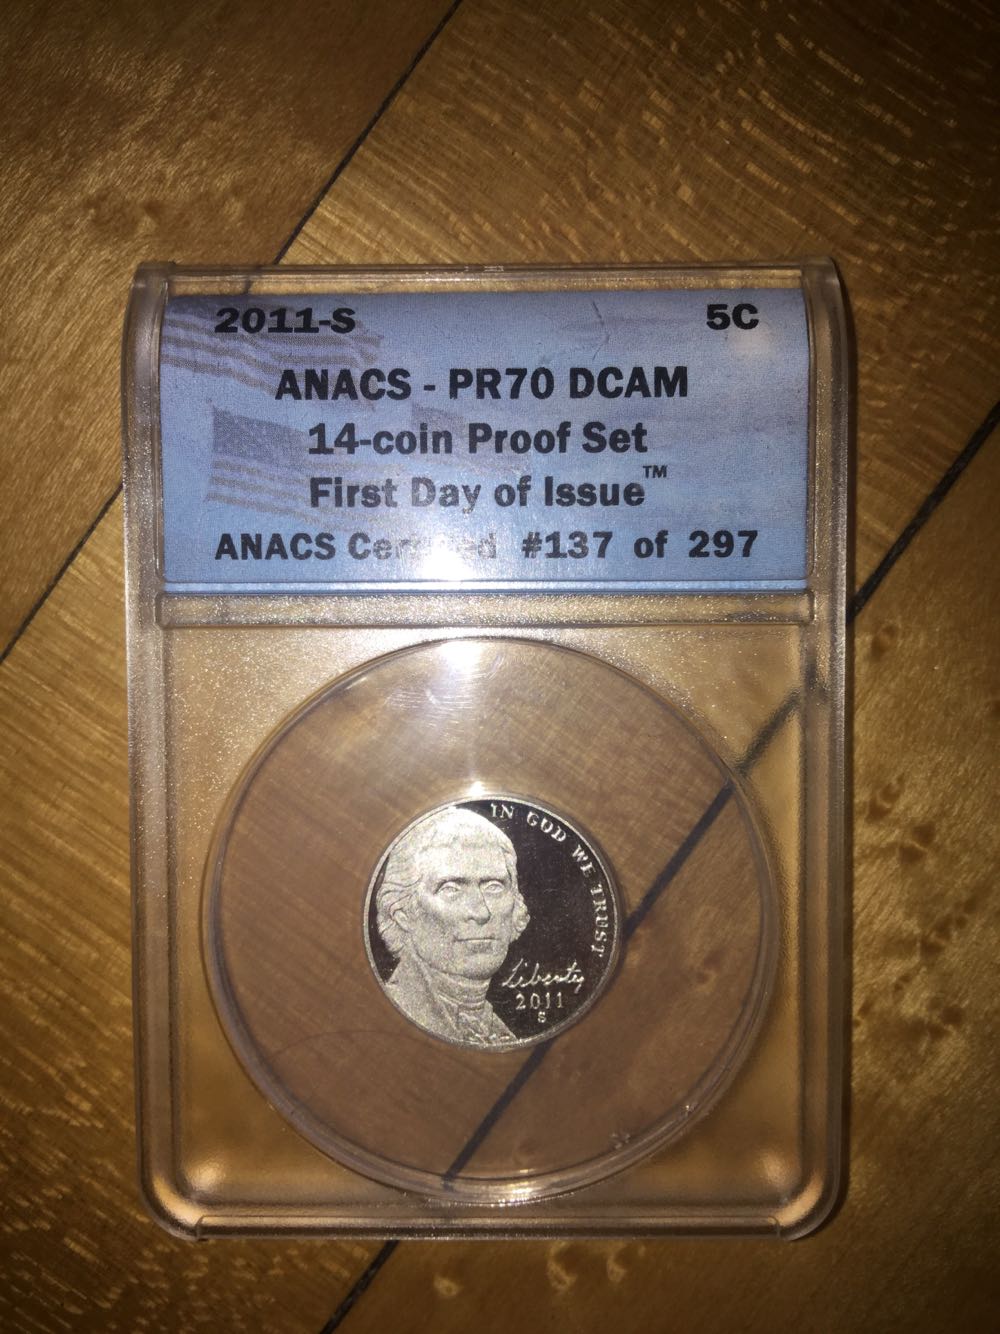 2011-S 5C
ANACS - PR70 DCAM
14-coin Proof Set
First Day of Issue™
ANACS Certified #137 of 297
IN GOD WE TRUST
Liberty
2011
S